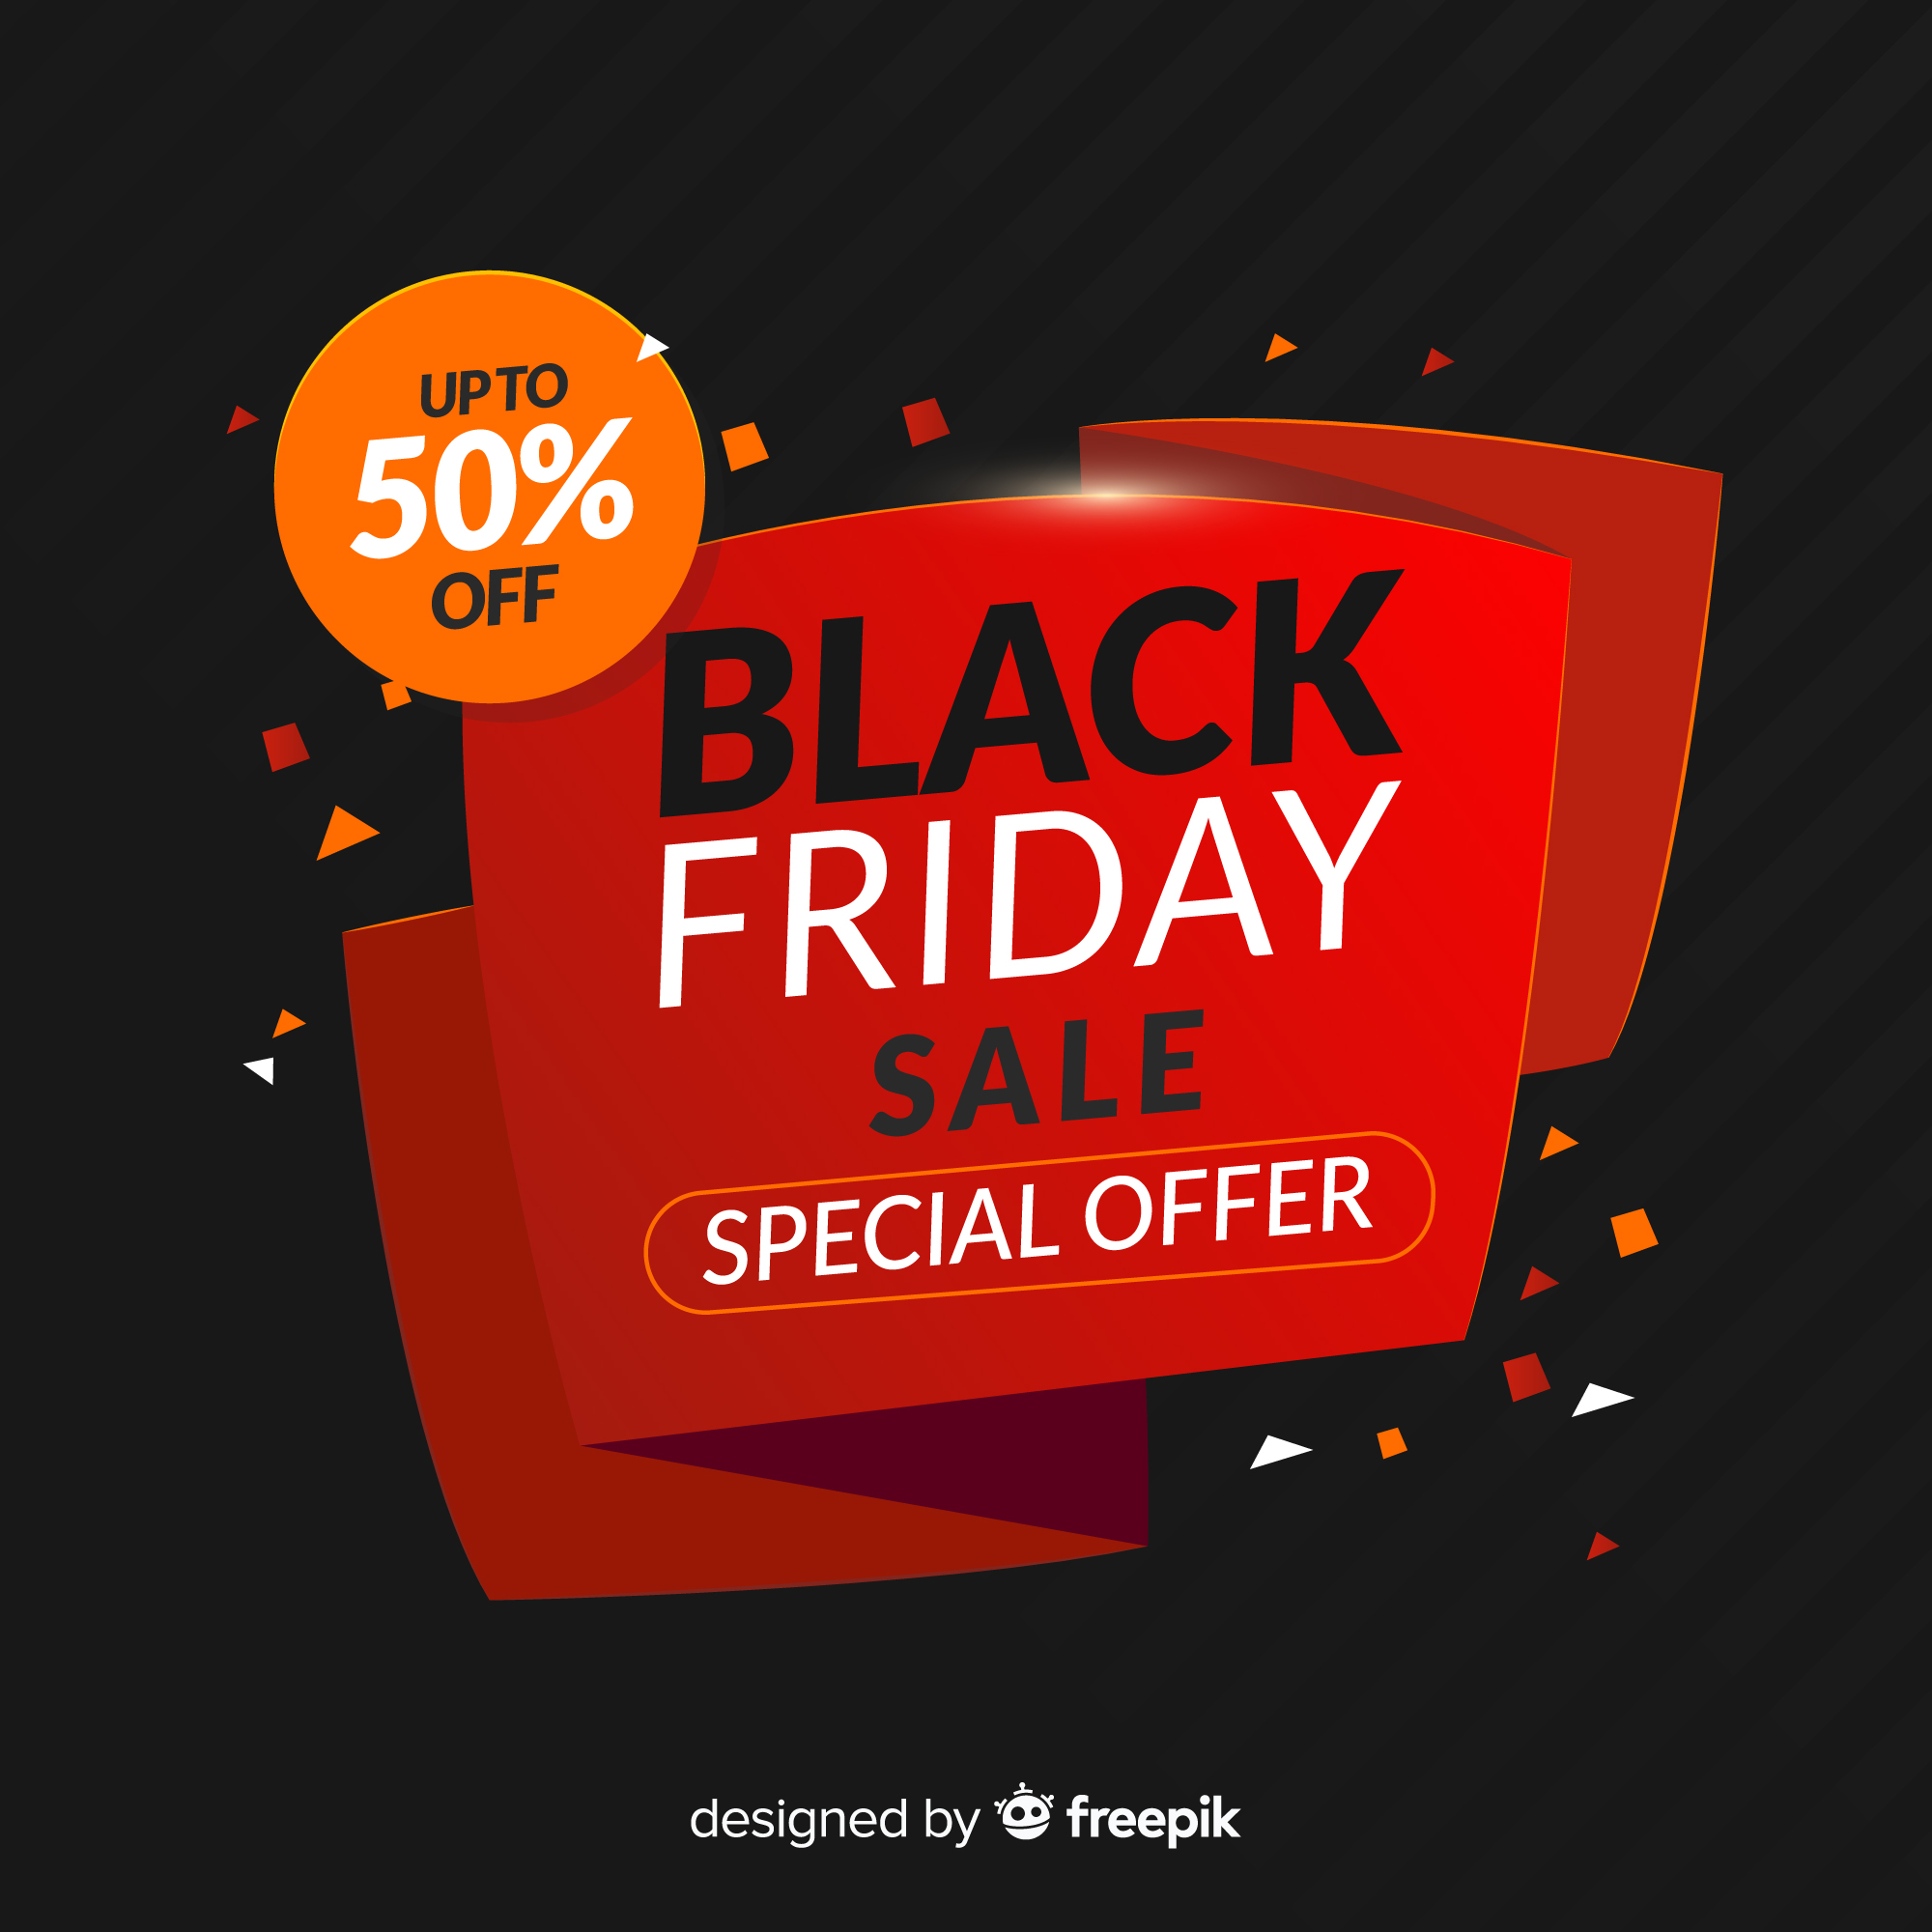 UP TO
50%
OFF
BLACK
FRIDAY
SALE
SPECIAL OFFER
designed by freepik